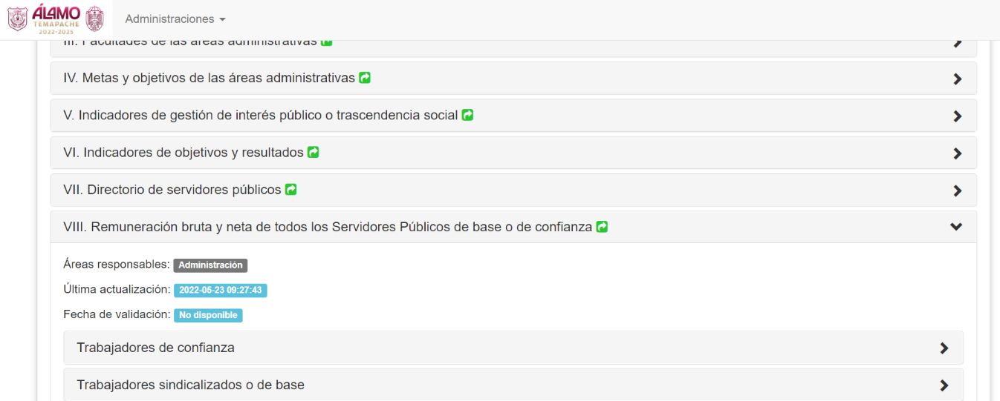 ÁLAMO
TEMAPACHE
2022-2025
Administraciones
III. Facultades de las áreas administrativas
IV. Metas y objetivos de las áreas administrativas
V. Indicadores de gestión de interés público o trascendencia social
VI. Indicadores de objetivos y resultados
VII. Directorio de servidores públicos
VIII. Remuneración bruta y neta de todos los Servidores Públicos de base o de confianza
Áreas responsables: Administración
Última actualización: 2022-05-23 09:27:43
Fecha de validación: No disponible
Trabajadores de confianza
Trabajadores sindicalizados o de base